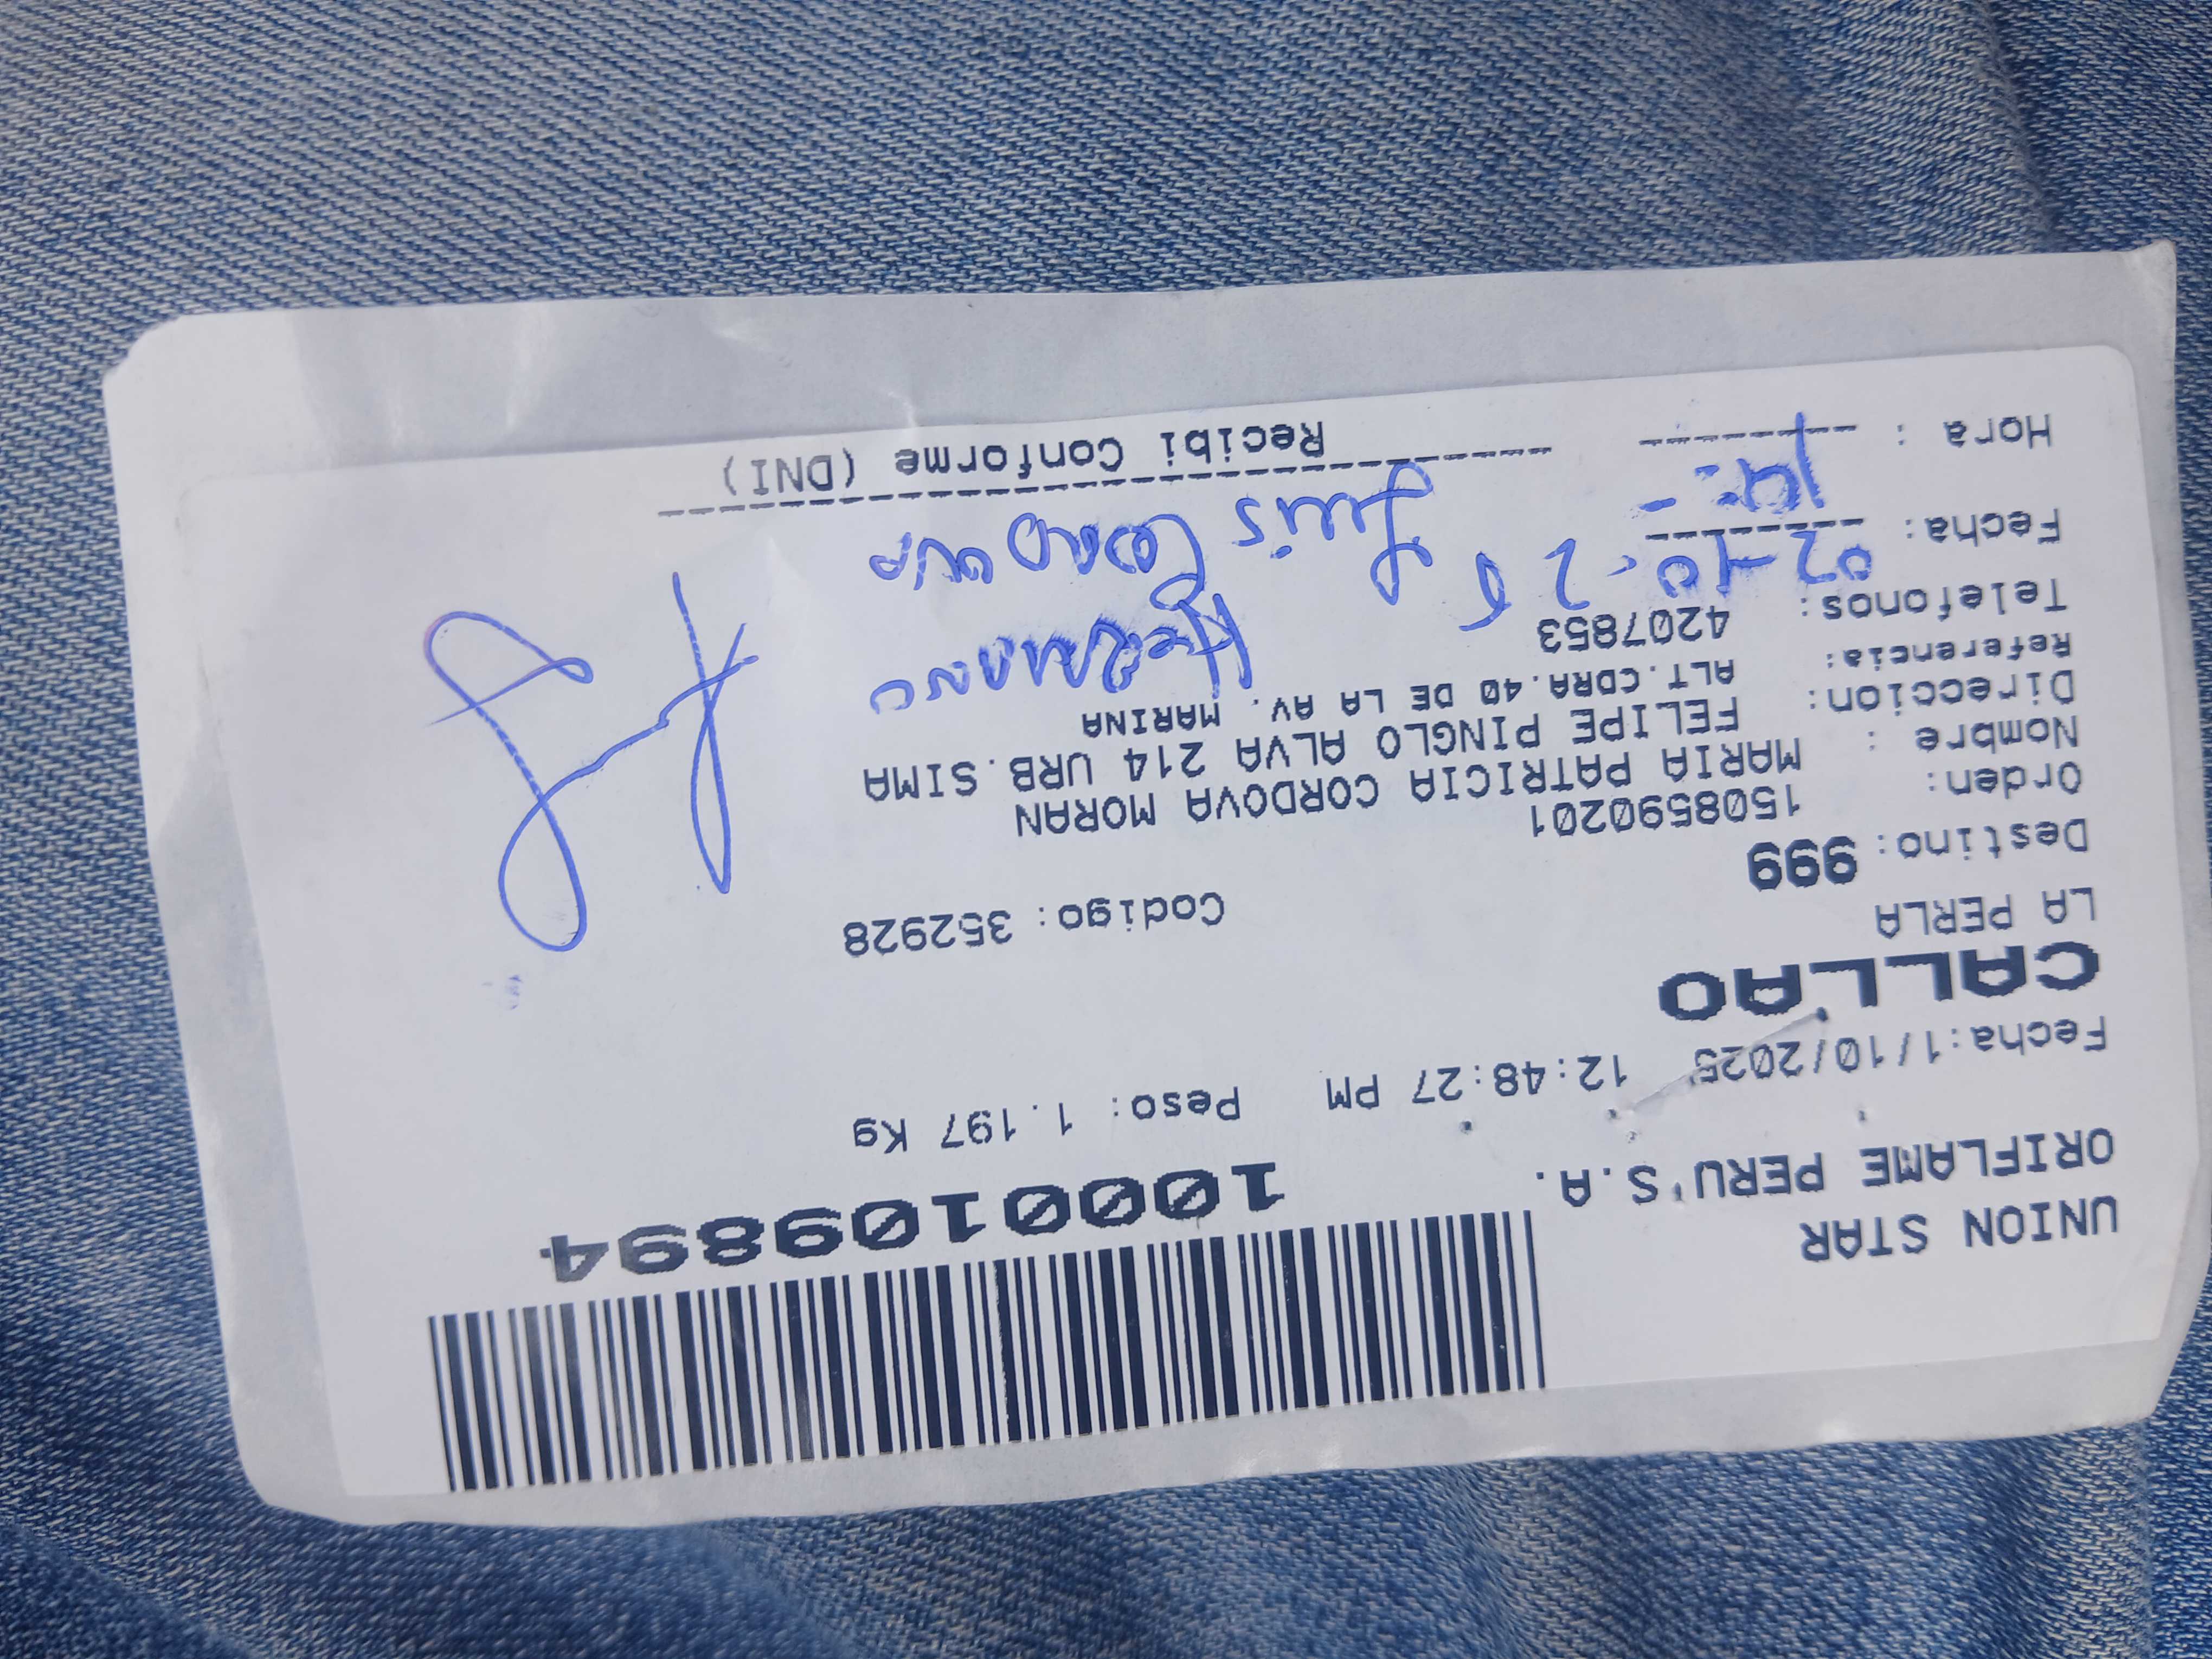 UNION STAR
ORIFLAME PERU S.A.
1000109894
Fecha:1/10/2025 12:48:27 PM Peso: 1.197 Kg
CALLAO
LA PERLA
Destino: 999 Codigo: 352928
Orden: 1508590201
Nombre : MARIA PATRICIA CORDOVA MORAN
Direccion: FELIPE PINGLO ALVA 214 URB.SIMA
Referencia: ALT.CDRA.40 DE LA AV. MARINA
Telefonos: 4207853 Hermano
Fecha: 02-10-25 Luis Cordova
Hora : Recibi Conforme (DNI)